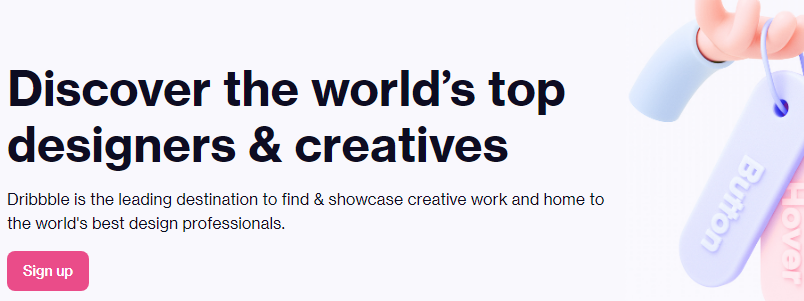 Discover the world’s top
designers & creatives
Dribbble is the leading destination to find & showcase creative work and home to
the world's best design professionals.
Sign up
Button
Hover